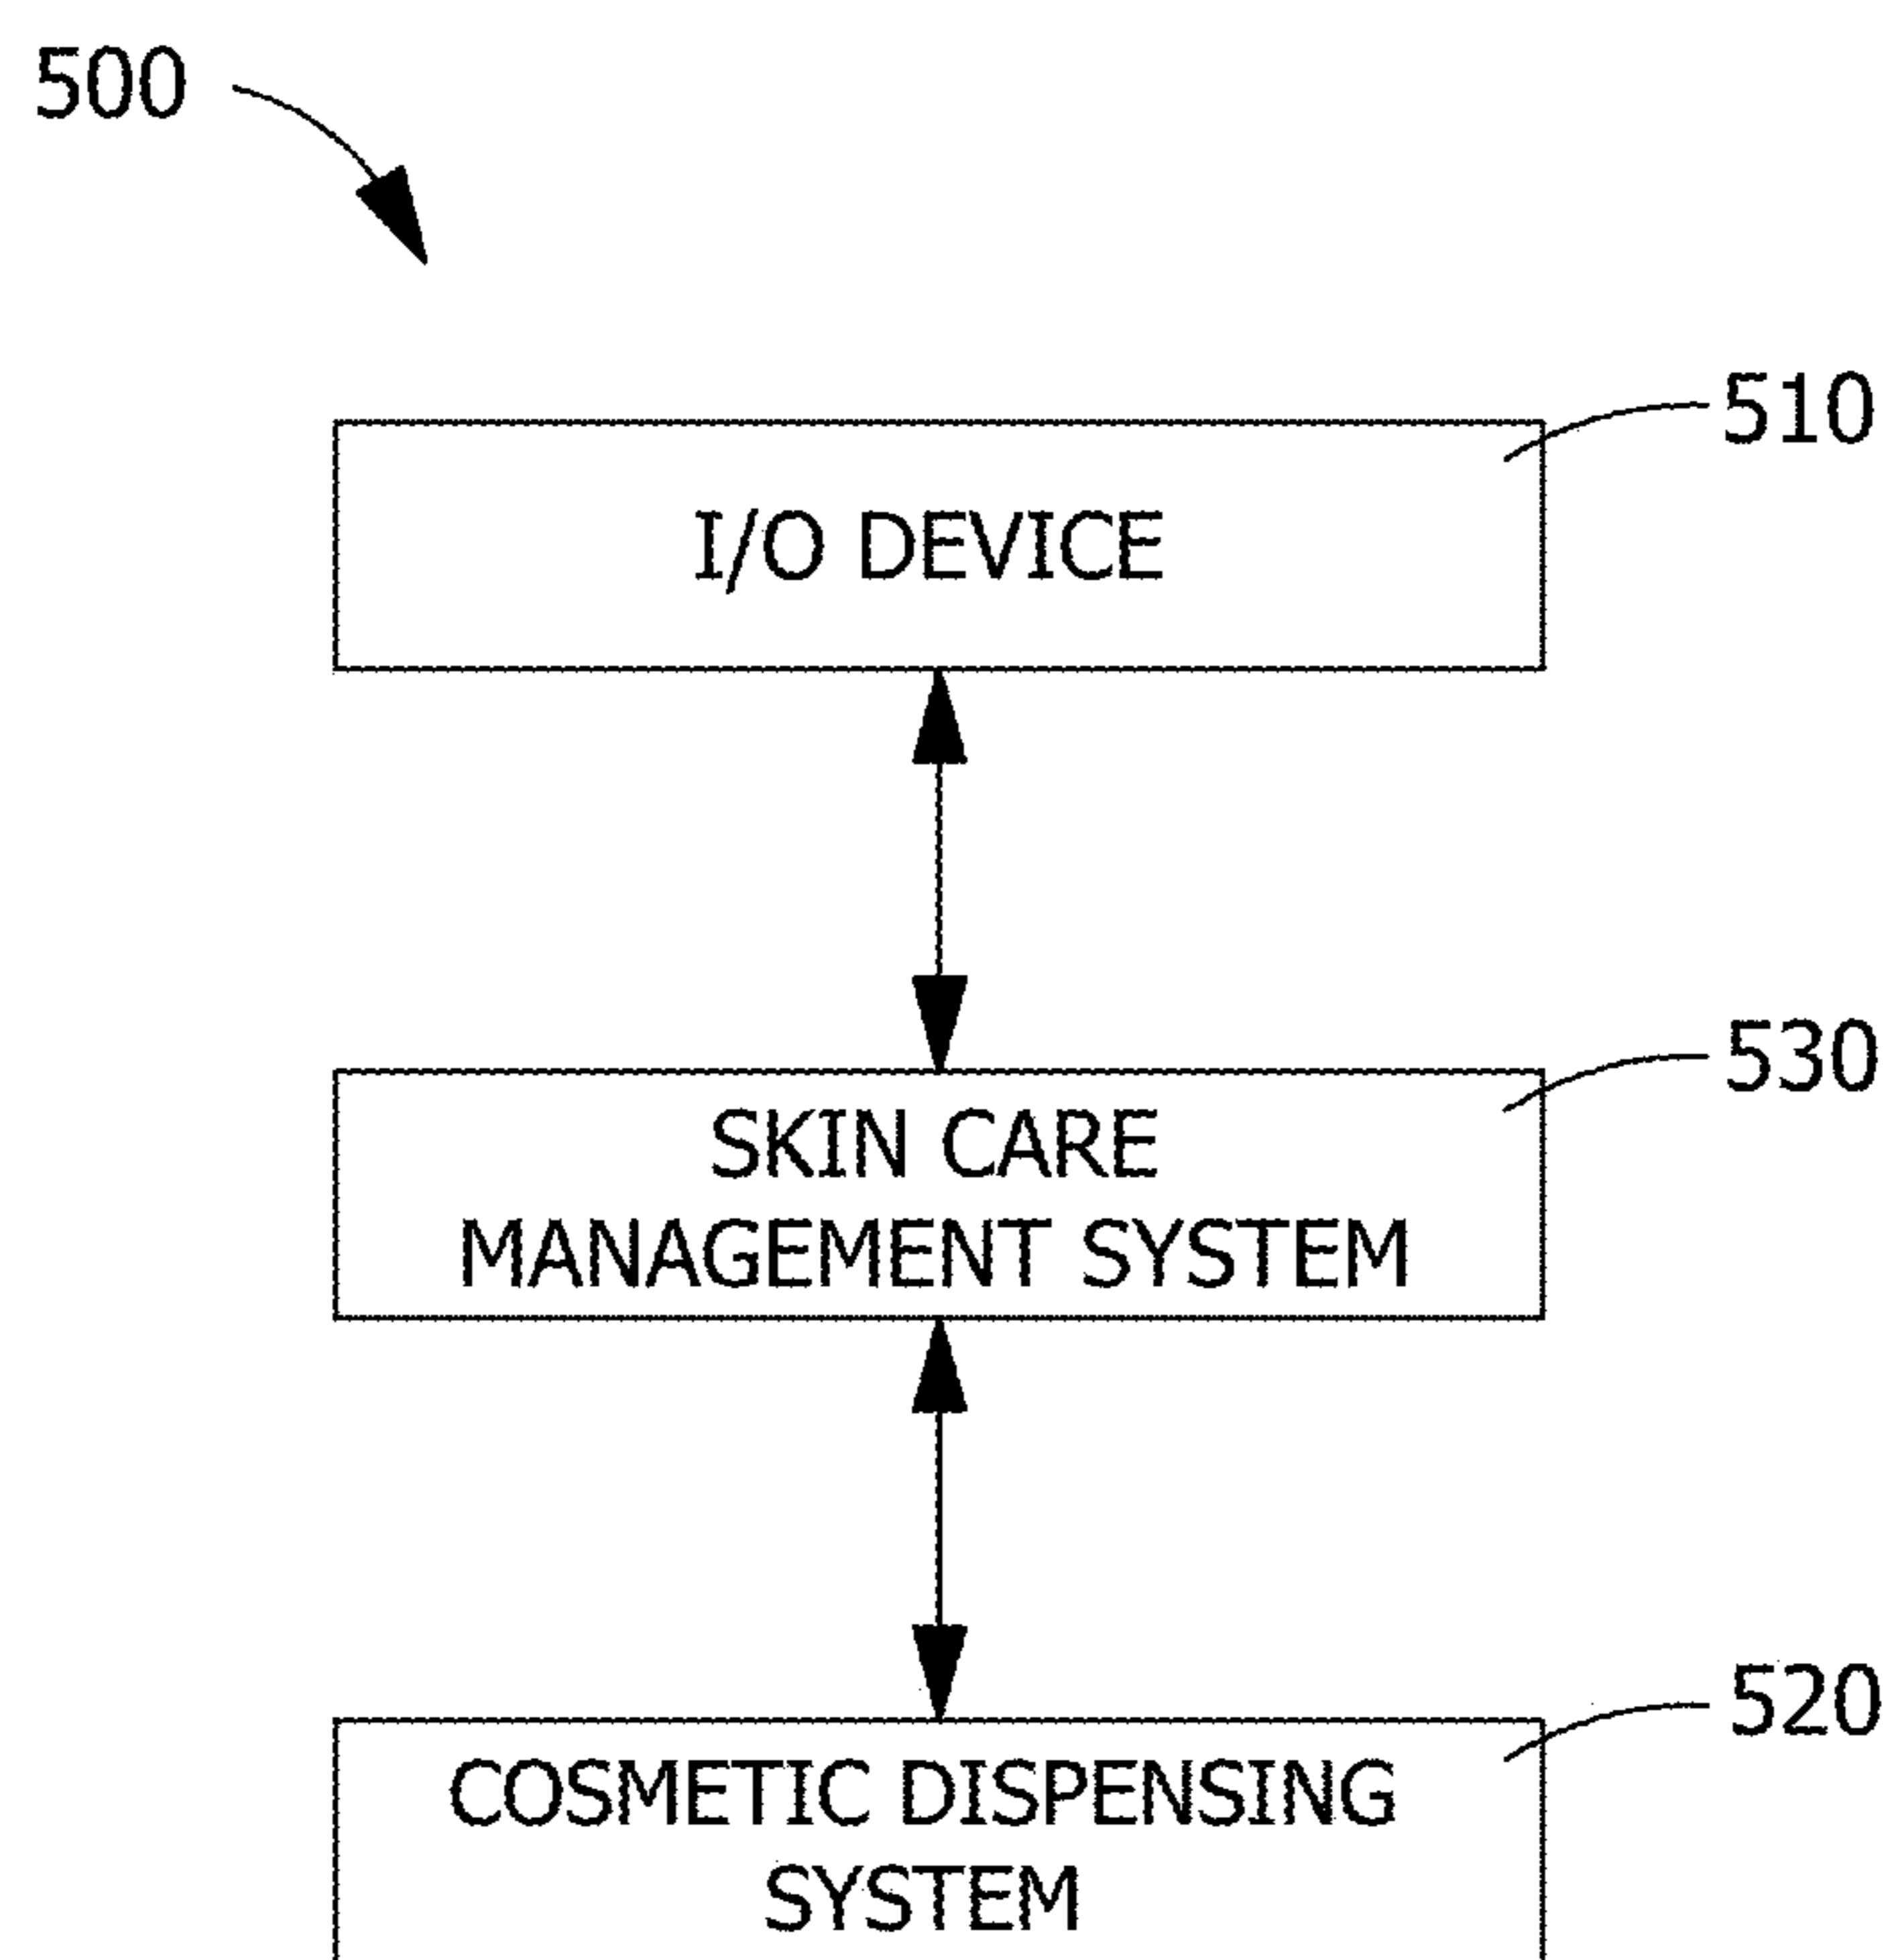 500
510
I/O DEVICE
530
SKIN CARE
MANAGEMENT SYSTEM
520
COSMETIC DISPENSING
SYSTEM